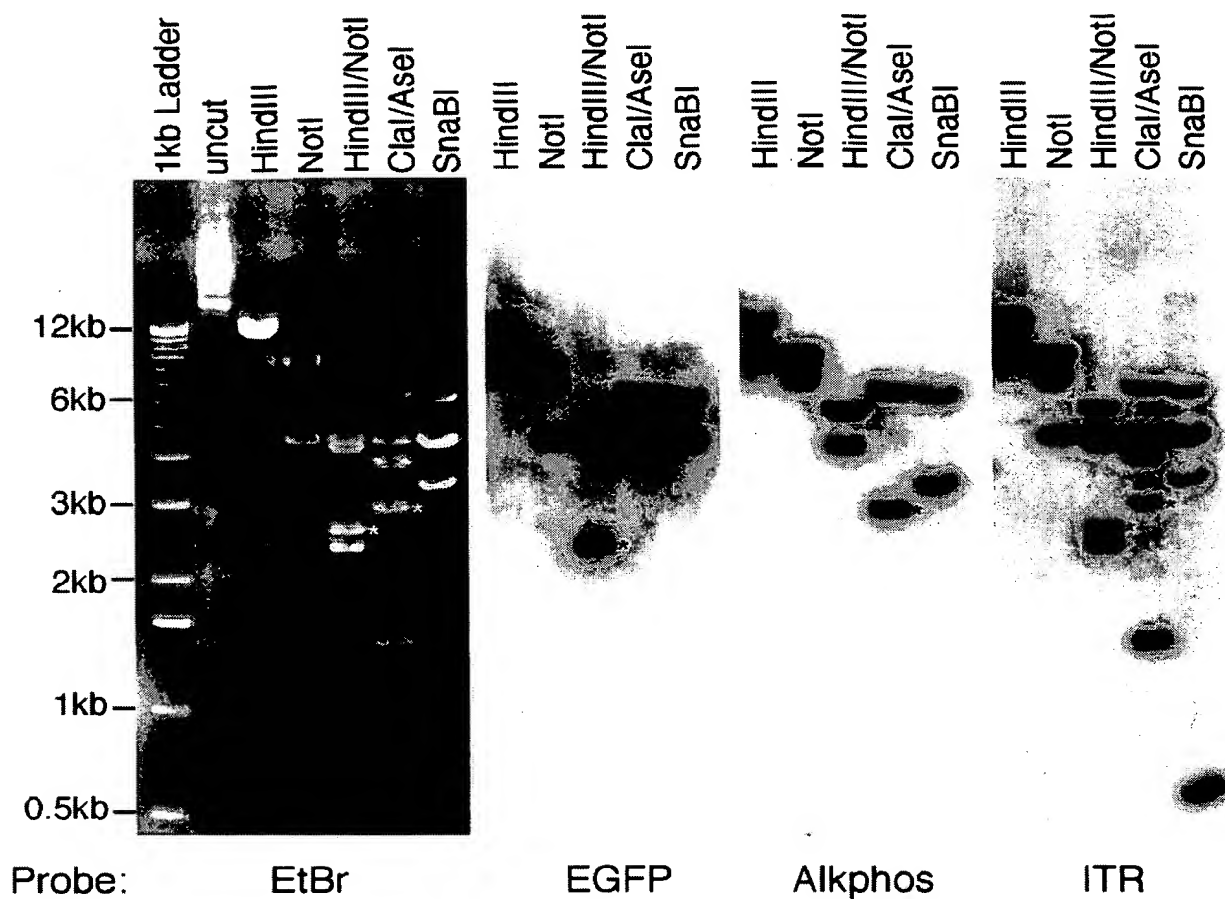 1kb Ladder
uncut
HindIII
NotI
HindIII/NotI
ClaI/AseI
SnaBI
HindIII
NotI
HindIII/NotI
ClaI/AseI
SnaBI
HindIII
NotI
HindIII/NotI
ClaI/AseI
SnaBI
HindIII
NotI
HindIII/NotI
ClaI/AseI
SnaBI
12kb
6kb
3kb
2kb
1kb
0.5kb
*
*
*
*
*
Probe: EtBr EGFP Alkphos ITR